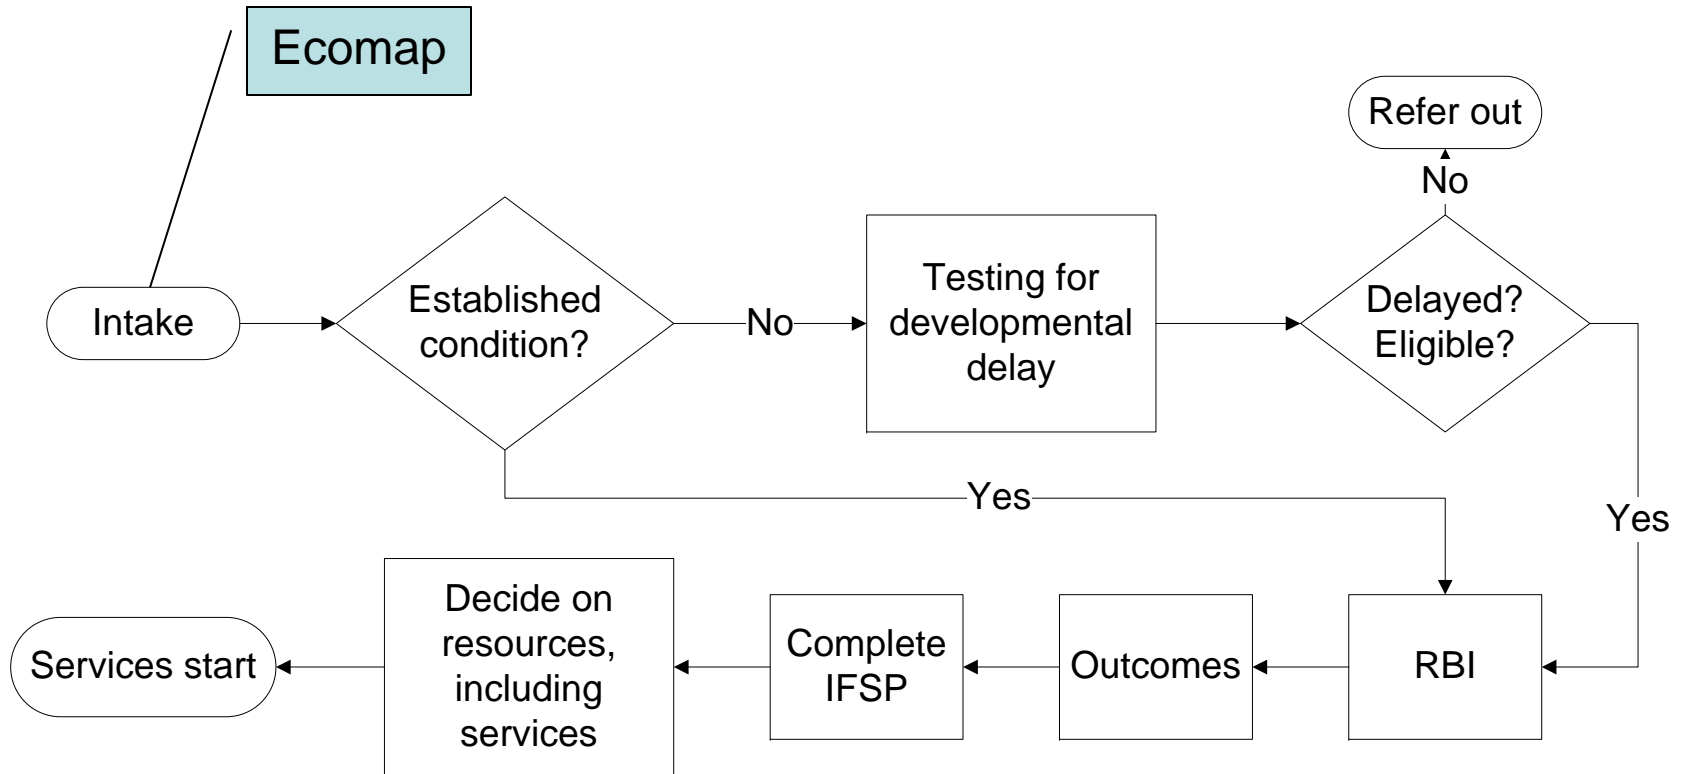 Ecomap
Refer out
No
Intake
Established
condition?
No
Testing for
developmental
delay
Delayed?
Eligible?
Yes
Yes
Services start
Decide on
resources,
including
services
Complete
IFSP
Outcomes
RBI